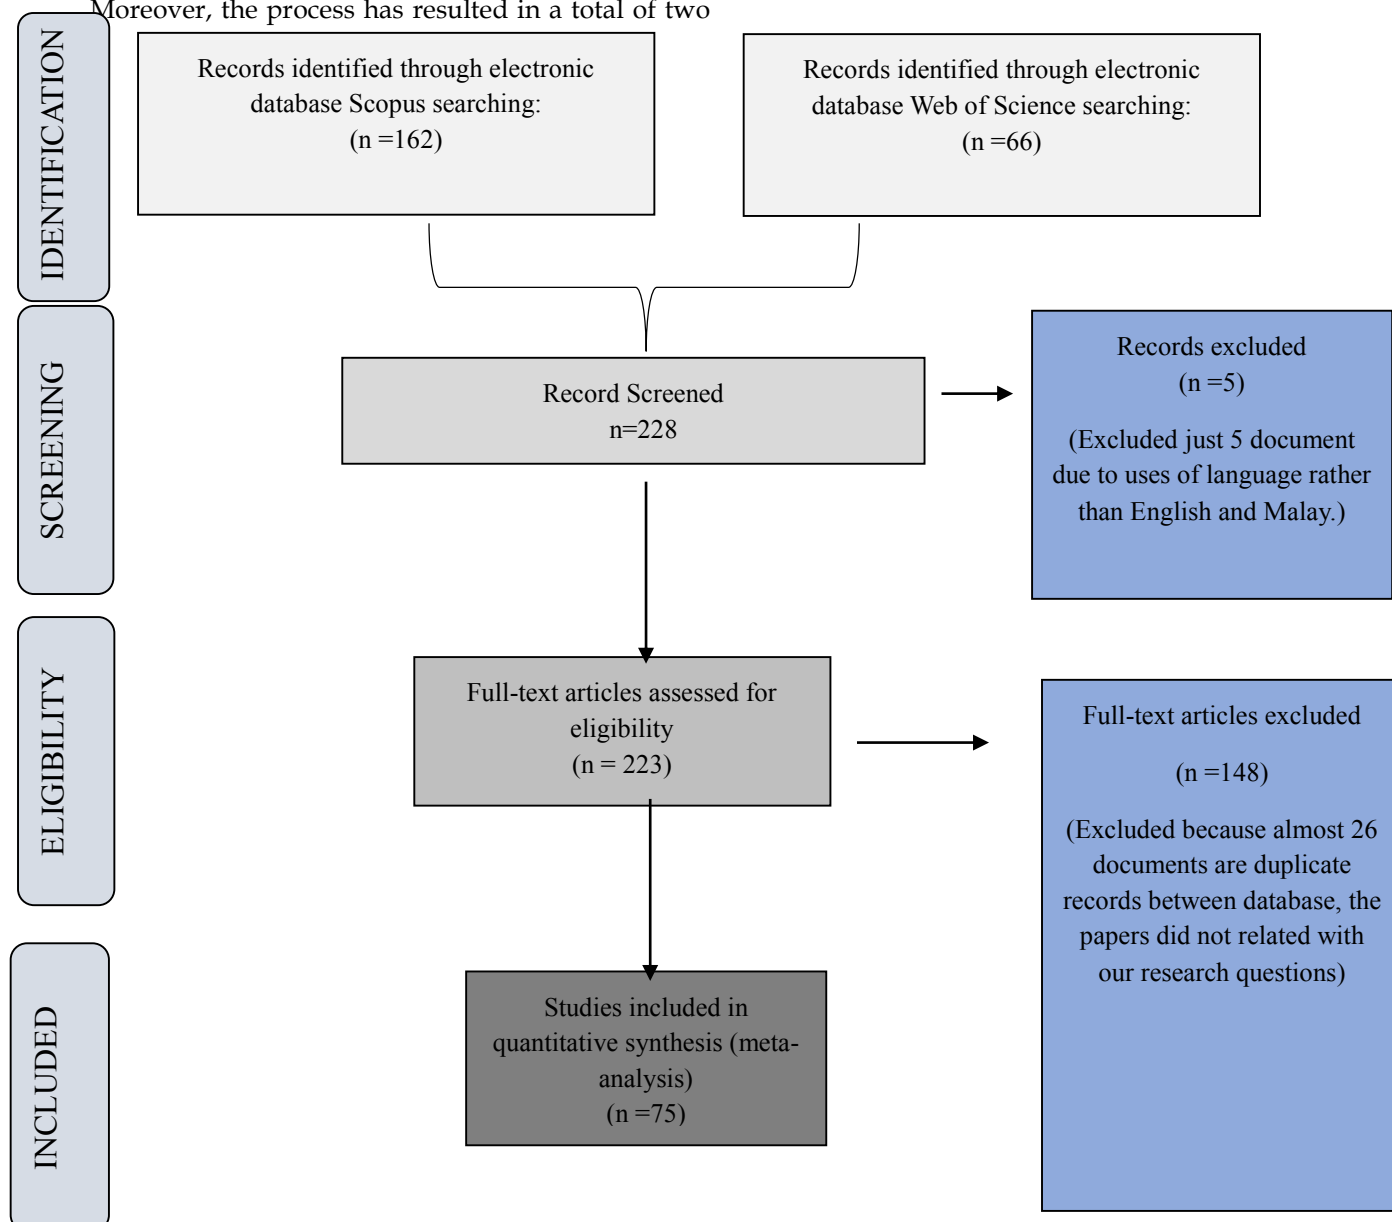 Moreover, the process has resulted in a total of two
IDENTIFICATION
Records identified through electronic
database Scopus searching:
(n =162)
Records identified through electronic
database Web of Science searching:
(n =66)
SCREENING
Record Screened
n=228
Records excluded
(n =5)
(Excluded just 5 document
due to uses of language rather
than English and Malay.)
ELIGIBILITY
Full-text articles assessed for
eligibility
(n = 223)
Full-text articles excluded
(n =148)
(Excluded because almost 26
documents are duplicate
records between database, the
papers did not related with
our research questions)
INCLUDED
Studies included in
quantitative synthesis (meta-
analysis)
(n =75)